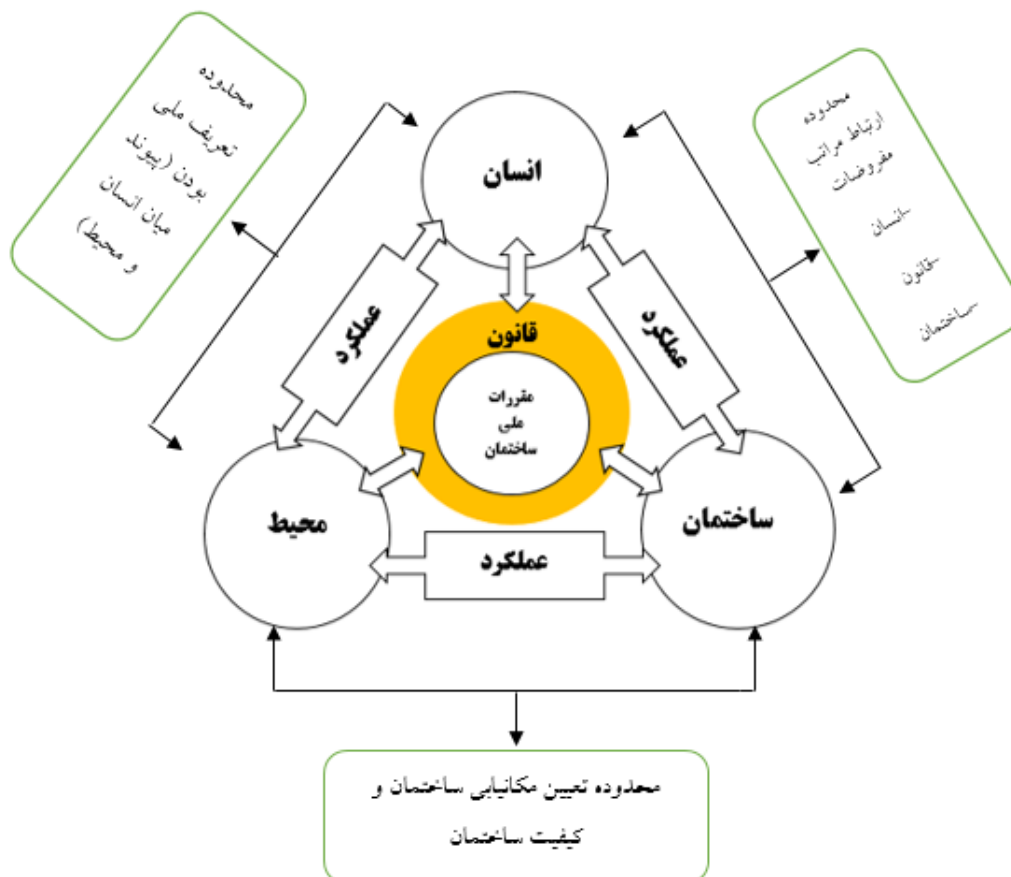 محدوده
تعریف ملی
بودن (پیوند
میان انسان
و محیط)
محدوده
ارتباط مراتب
مفروضات
-انسان
-قانون
-ساختمان
انسان
عملکرد
عملکرد
قانون
مقررات
ملی
ساختمان
محیط
ساختمان
عملکرد
محدوده تعیین مکانیابی ساختمان و
کیفیت ساختمان